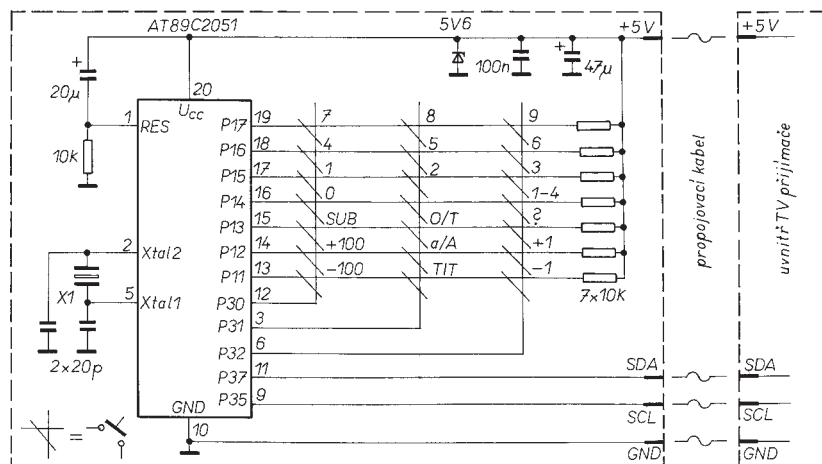 AT89C2051 5V6 +5V +5V
+ 20µ 100n + 47µ
20
Ucc
1 RES P17 19 7 8 9
10k P16 18 4 5 6
P15 17 1 2 3
P14 16 0 1-4
P13 15 SUB O/T ?
2 Xtal2 P12 14 +100 a/A +1
P11 13 -100 TIT -1
X1 5 Xtal1 P30 12 7x10k
P31 3
2x20p P32 6
P37 11 SDA SDA
P35 9 SCL SCL
GND
10 GND GND
=
propojovací kabel
uvnitř TV přijímače